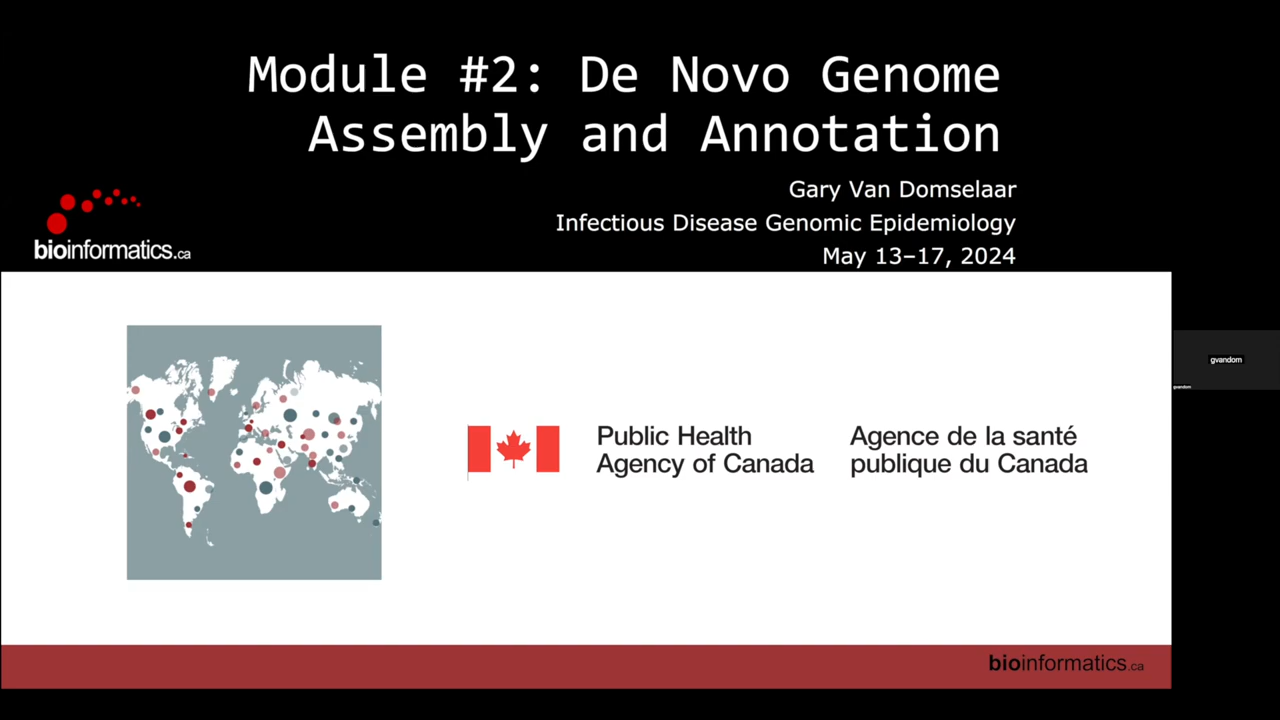 Module #2: De Novo Genome
Assembly and Annotation
Gary Van Domselaar
Infectious Disease Genomic Epidemiology
May 13–17, 2024
bioinformatics.ca
Public Health
Agency of Canada
Agence de la santé
publique du Canada
gvandom
gvandom
bioinformatics.ca